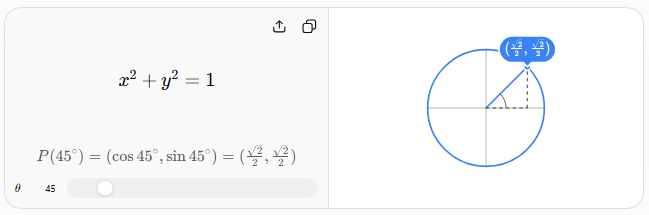 x² + y² = 1
(√2/2, √2/2)
P(45°) = (cos 45°, sin 45°) = (√2/2, √2/2)
θ 45